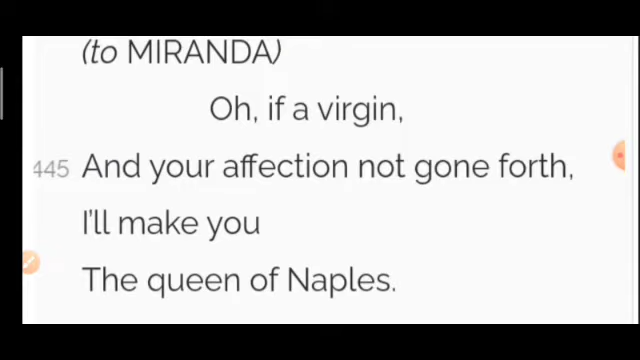 (to MIRANDA)
Oh, if a virgin,
445 And your affection not gone forth,
I'll make you
The queen of Naples.